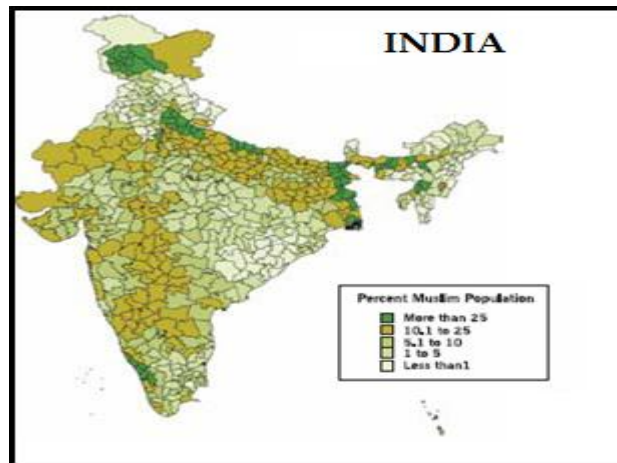 INDIA
Percent Muslim Population
More than 25
10.1 to 25
5.1 to 10
1 to 5
Less than1